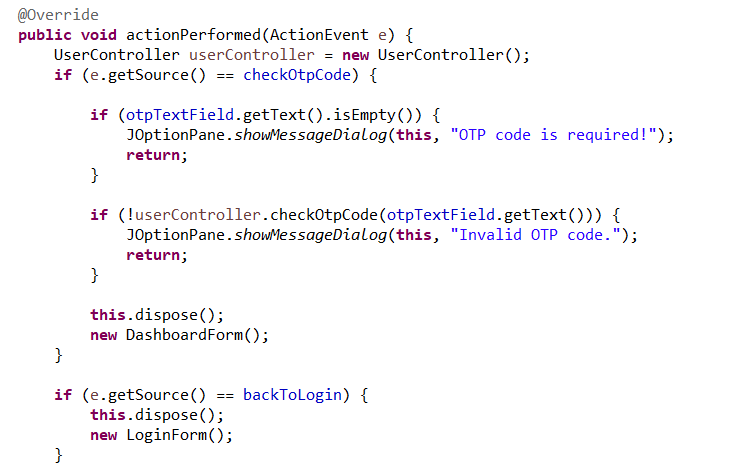 @Override
public void actionPerformed(ActionEvent e) {
    UserController userController = new UserController();
    if (e.getSource() == checkOtpCode) {

        if (otpTextField.getText().isEmpty()) {
            JOptionPane.showMessageDialog(this, "OTP code is required!");
            return;
        }

        if (!userController.checkOtpCode(otpTextField.getText())) {
            JOptionPane.showMessageDialog(this, "Invalid OTP code.");
            return;
        }

        this.dispose();
        new DashboardForm();
    }

    if (e.getSource() == backToLogin) {
        this.dispose();
        new LoginForm();
    }